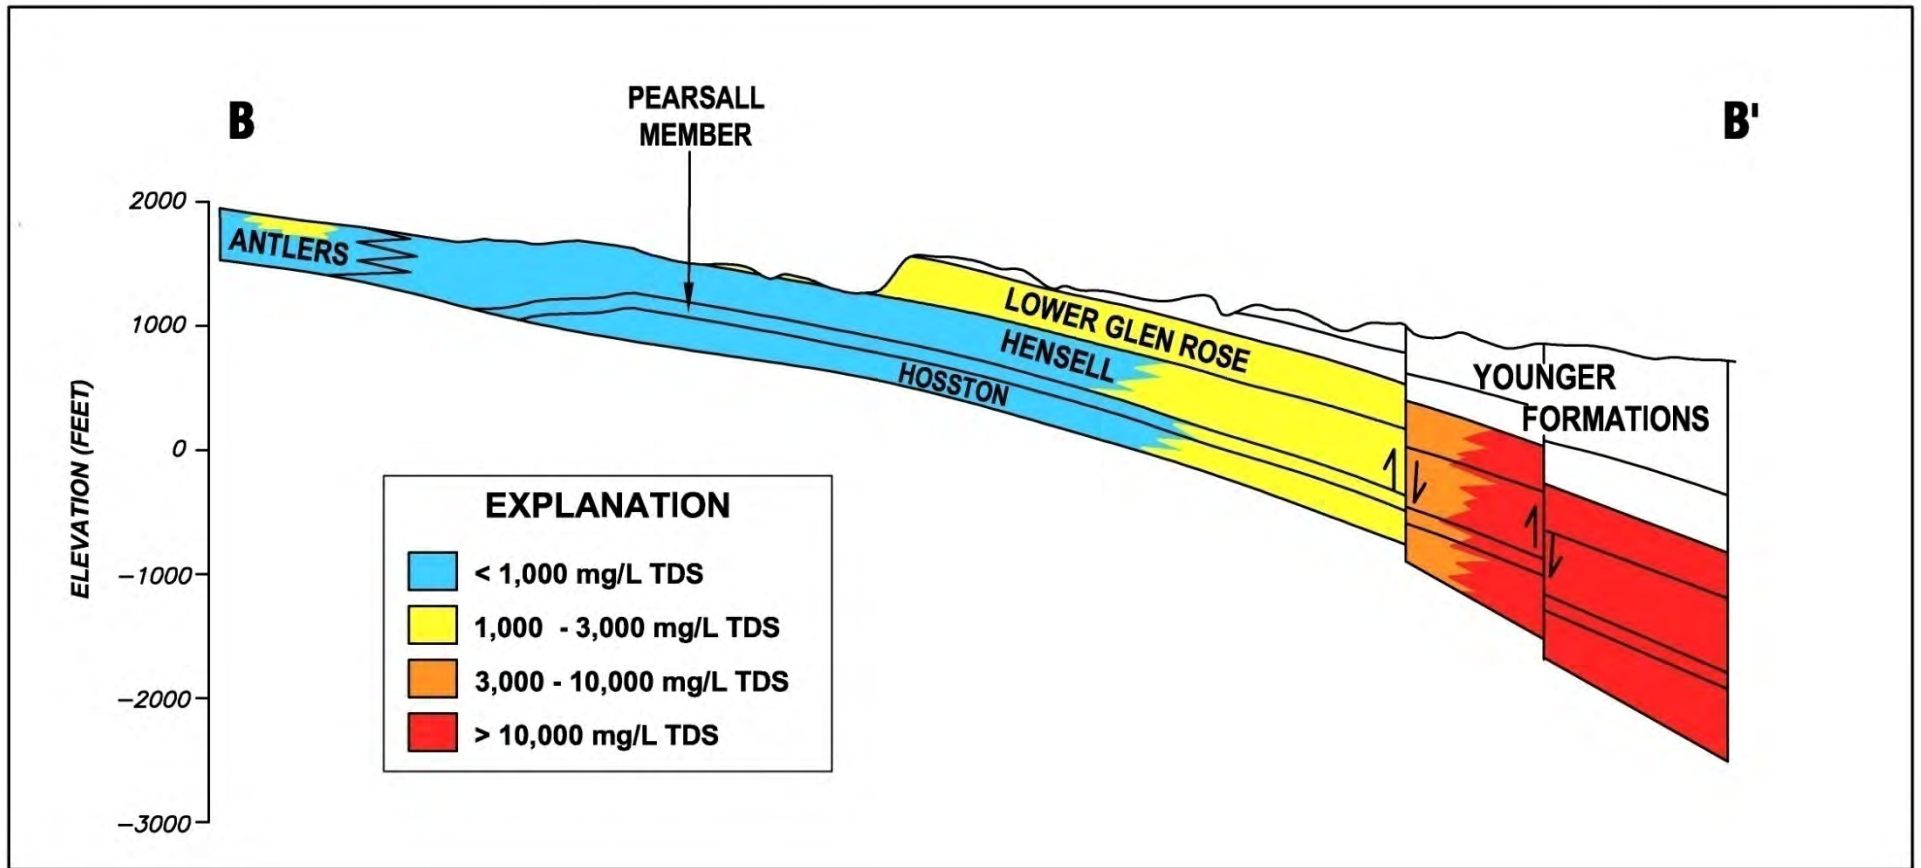 B
B'
PEARSALL
MEMBER
2000
1000
0
−1000
−2000
−3000
ELEVATION (FEET)
ANTLERS
LOWER GLEN ROSE
HENSELL
HOSSTON
YOUNGER
FORMATIONS
EXPLANATION
< 1,000 mg/L TDS
1,000 - 3,000 mg/L TDS
3,000 - 10,000 mg/L TDS
> 10,000 mg/L TDS